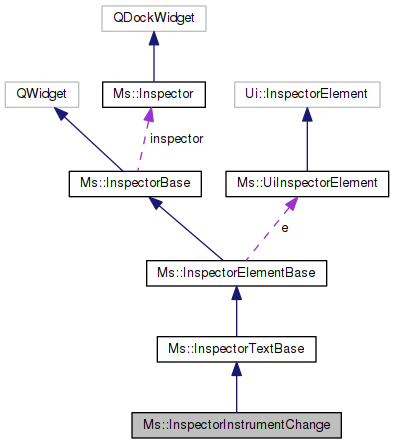 QDockWidget
QWidget
Ms::Inspector
Ui::InspectorElement
inspector
Ms::InspectorBase
Ms::UiInspectorElement
e
Ms::InspectorElementBase
Ms::InspectorTextBase
Ms::InspectorInstrumentChange